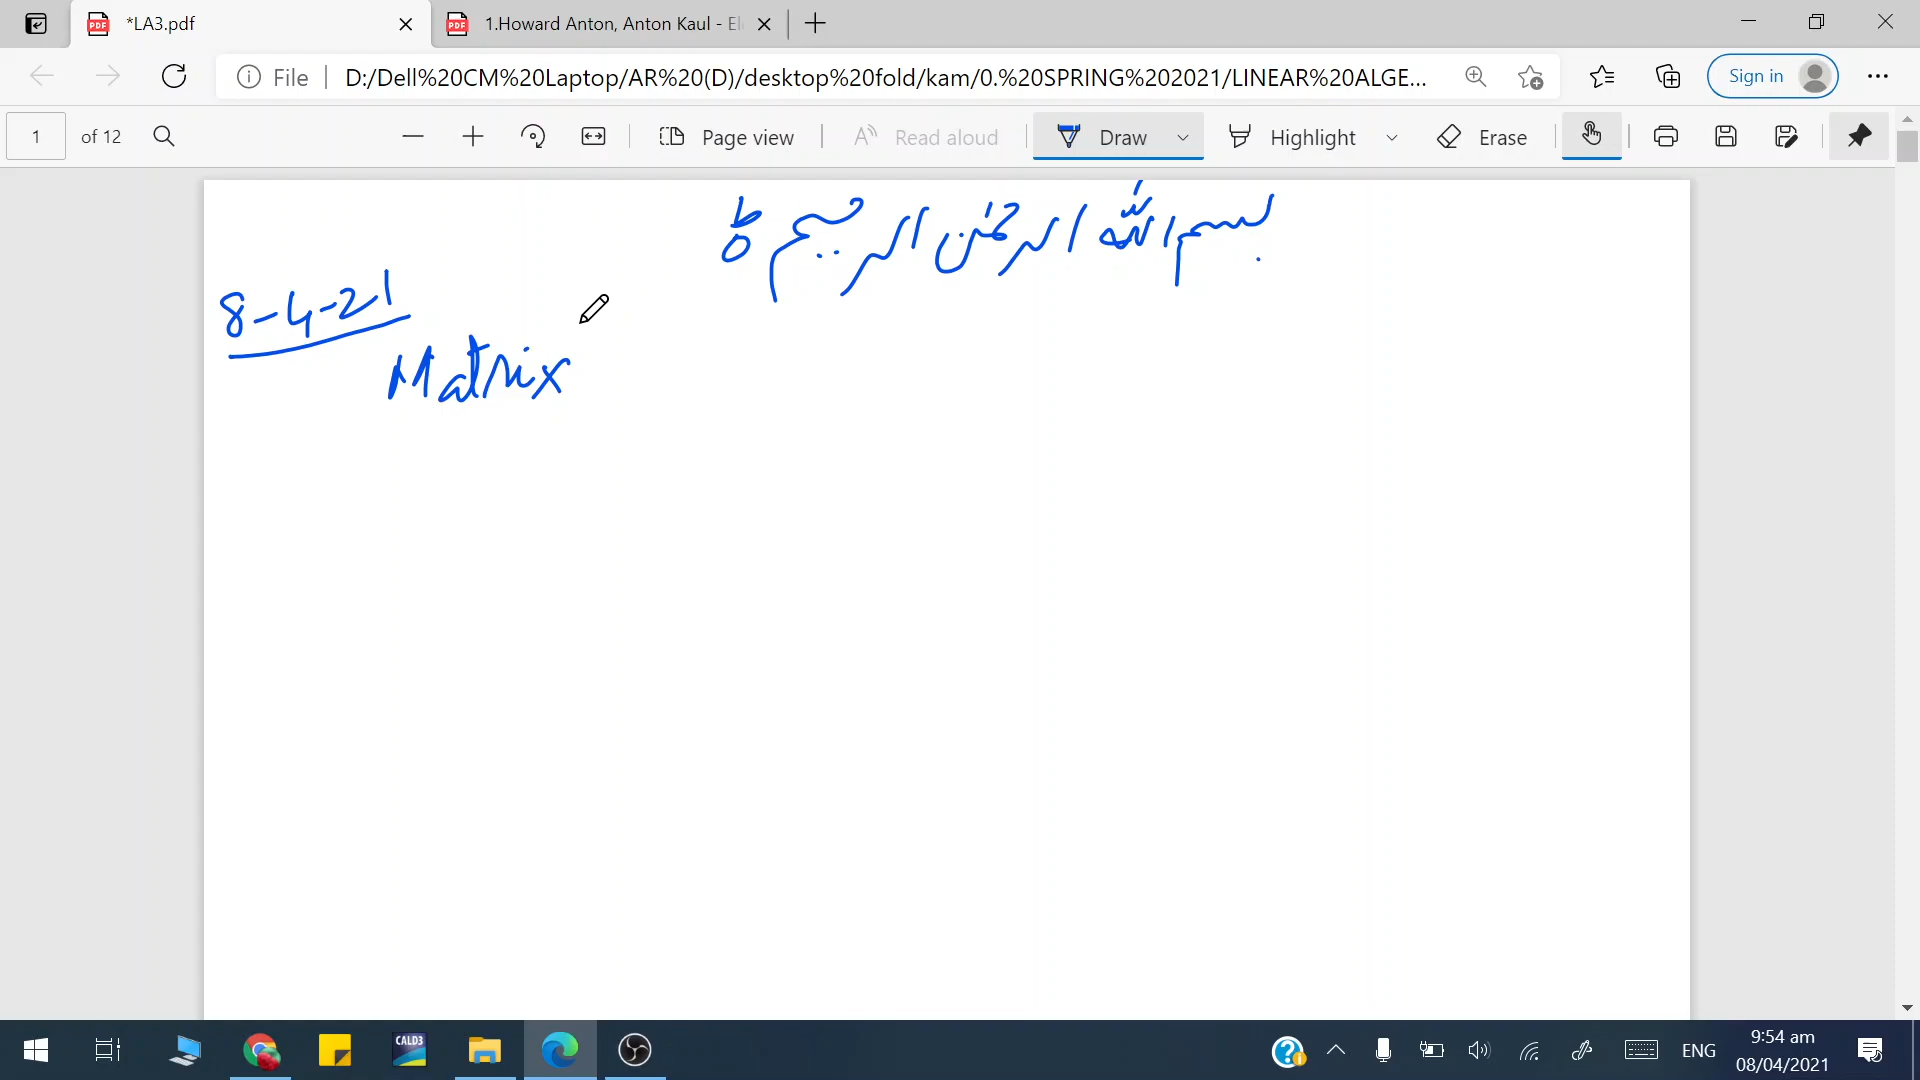 *LA3.pdf
1.Howard Anton, Anton Kaul - El
File
D:/Dell%20CM%20Laptop/AR%20(D)/desktop%20fold/kam/0.%20SPRING%202021/LINEAR%20ALGE...
Sign in
1 of 12
Page view
Read aloud
Draw
Highlight
Erase
بسم اللہ الرحمٰن الرحیم ط
8-4-21
Matrix
CALD3
ENG
9:54 am
08/04/2021